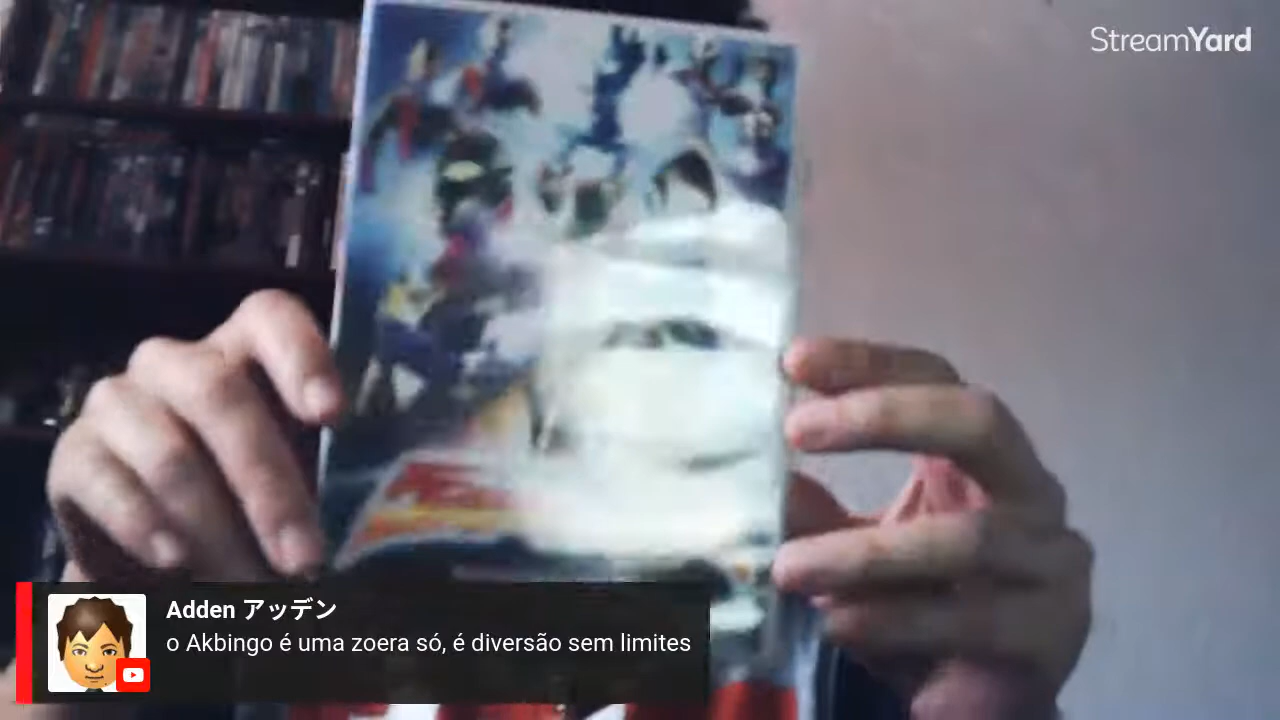 StreamYard
Adden アッデン
o Akbingo é uma zoera só, é diversão sem limites